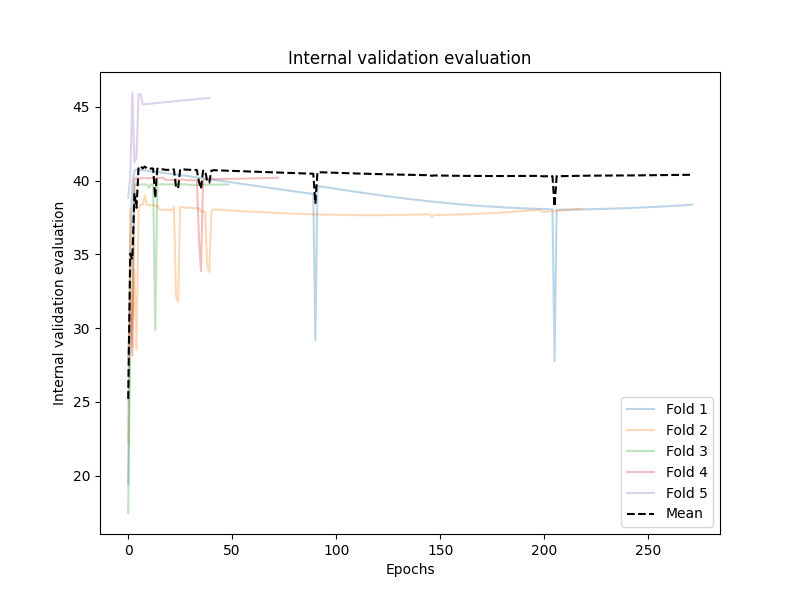 Internal validation evaluation
Internal validation evaluation
45
40
35
30
25
20
0 50 100 150 200 250
Epochs
Fold 1
Fold 2
Fold 3
Fold 4
Fold 5
Mean